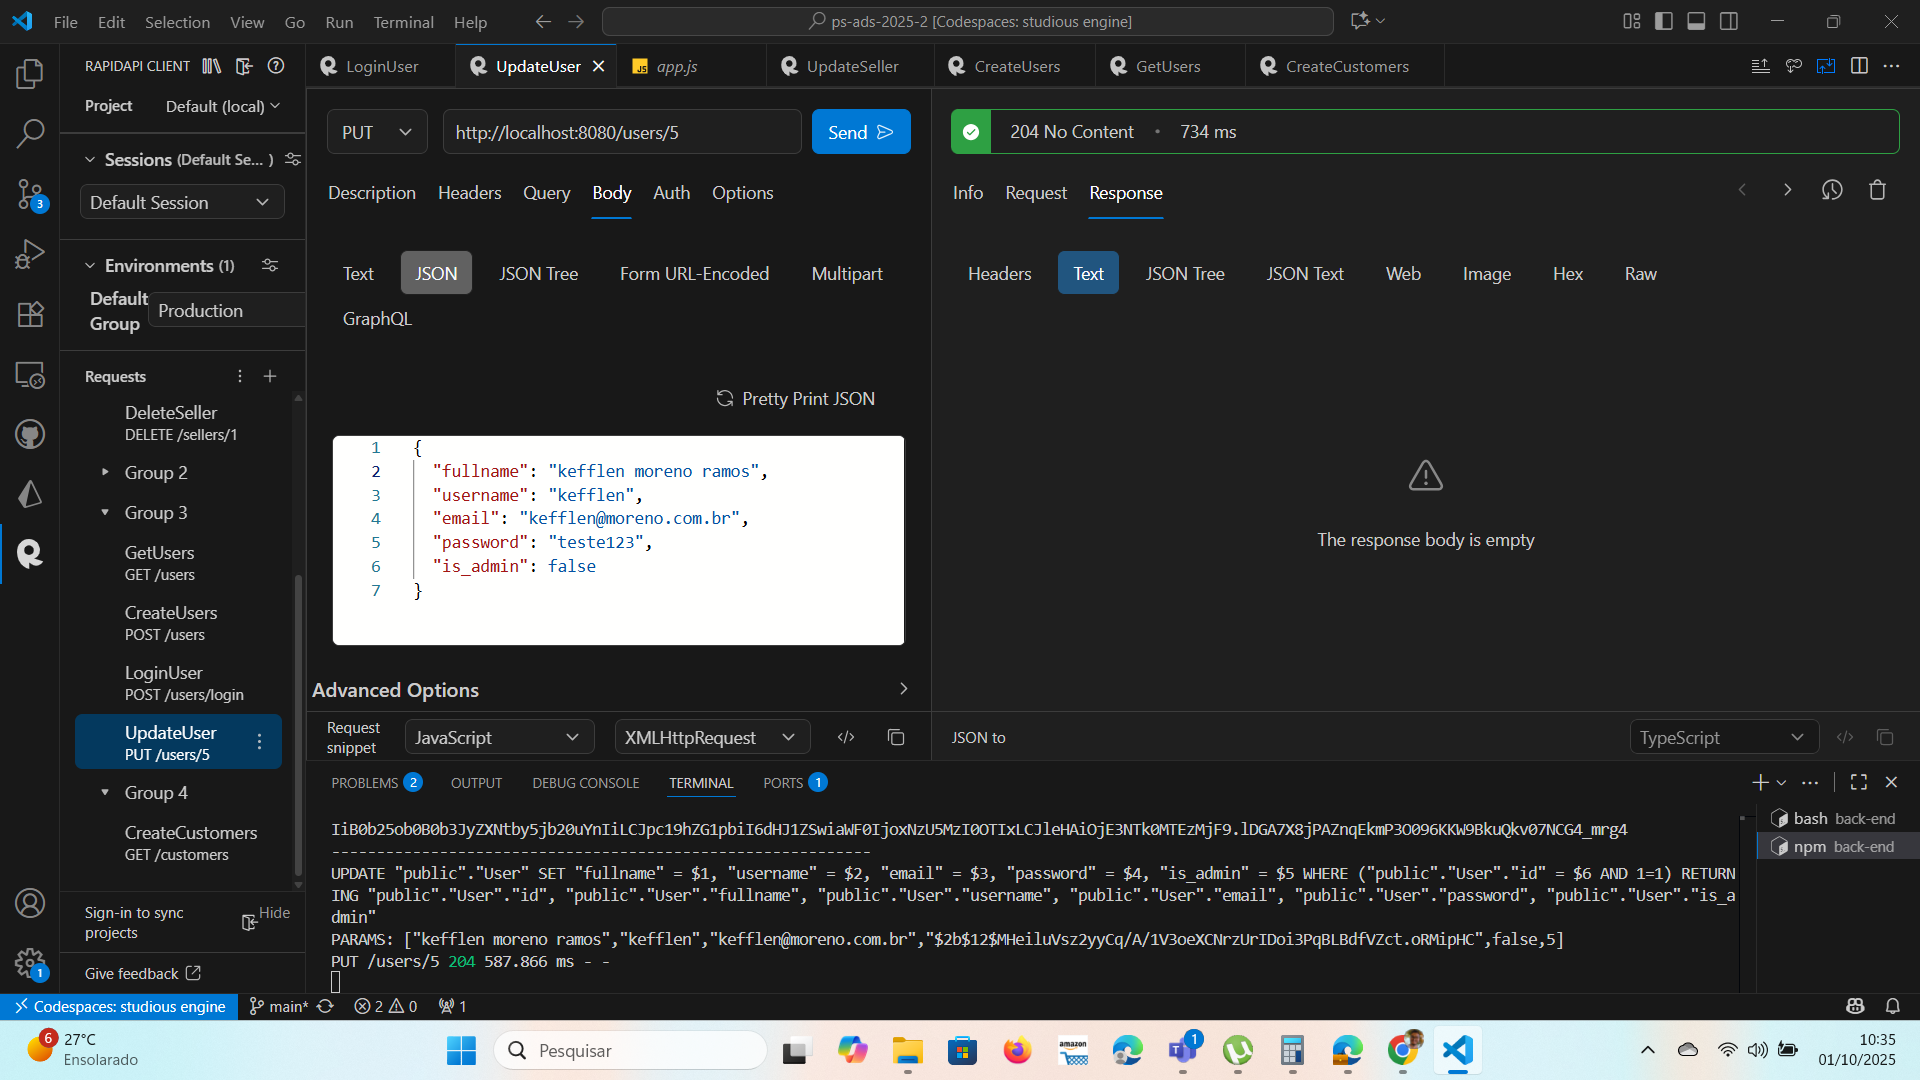 File Edit Selection View Go Run Terminal Help
ps-ads-2025-2 [Codespaces: studious engine]
RAPIDAPI CLIENT
LoginUser
UpdateUser
app.js
UpdateSeller
CreateUsers
GetUsers
CreateCustomers
Project Default (local)
Sessions (Default Se... )
Default Session
Environments (1)
Default Group
Production
Requests
DeleteSeller
DELETE /sellers/1
Group 2
Group 3
GetUsers
GET /users
CreateUsers
POST /users
LoginUser
POST /users/login
UpdateUser
PUT /users/5
Group 4
CreateCustomers
GET /customers
Sign-in to sync projects
Hide
Give feedback
PUT
http://localhost:8080/users/5
Send
Description Headers Query Body Auth Options
Text JSON JSON Tree Form URL-Encoded Multipart
GraphQL
Pretty Print JSON
1 {
2 "fullname": "kefflen moreno ramos",
3 "username": "kefflen",
4 "email": "kefflen@moreno.com.br",
5 "password": "teste123",
6 "is_admin": false
7 }
Advanced Options
Request snippet
JavaScript
XMLHttpRequest
204 No Content • 734 ms
Info Request Response
Headers Text JSON Tree JSON Text Web Image Hex Raw
The response body is empty
JSON to
TypeScript
PROBLEMS 2 OUTPUT DEBUG CONSOLE TERMINAL PORTS 1
IiB0b25ob0B0b3JyZXNtby5jb20uYnIiLCJpc19hZG1pbiI6dHJ1ZSwiaWF0IjoxNzU5MzI0OTIxLCJleHAiOjE3NTk0MTEzMjF9.lDGA7X8jPAZnqEkmP3O096KKW9BkuQkv07NCG4_mrg4
------------------------------------------------------------
UPDATE "public"."User" SET "fullname" = $1, "username" = $2, "email" = $3, "password" = $4, "is_admin" = $5 WHERE ("public"."User"."id" = $6 AND 1=1) RETURN
ING "public"."User"."id", "public"."User"."fullname", "public"."User"."username", "public"."User"."email", "public"."User"."password", "public"."User"."is_a
dmin"
PARAMS: ["kefflen moreno ramos","kefflen","kefflen@moreno.com.br","$2b$12$MHeiluVsz2yyCq/A/1V3oeXCNrzUrIDoi3PqBLBdfVZct.oRMipHC",false,5]
PUT /users/5 204 587.866 ms - -
bash back-end
npm back-end
3
1
Codespaces: studious engine
main*
2 0
1
6
27°C
Ensolarado
Pesquisar
amazon
1
10:35
01/10/2025